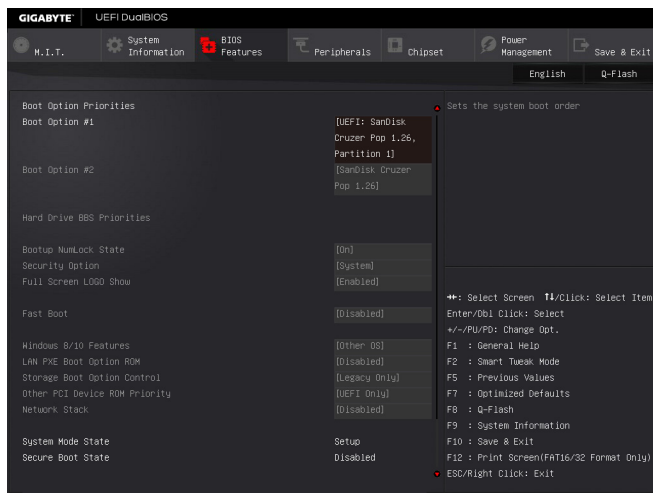 GIGABYTE™ UEFI DualBIOS
M.I.T.
System Information
BIOS Features
Peripherals
Chipset
Power Management
Save & Exit
English Q-Flash
Boot Option Priorities
Boot Option #1 [UEFI: SanDisk
Cruzer Pop 1.26,
Partition 1]
Boot Option #2 [SanDisk Cruzer
Pop 1.26]
Hard Drive BBS Priorities
Bootup NumLock State [On]
Security Option [System]
Full Screen LOGO Show [Enabled]
Fast Boot [Disabled]
Windows 8/10 Features [Other OS]
LAN PXE Boot Option ROM [Disabled]
Storage Boot Option Control [Legacy Only]
Other PCI Device ROM Priority [UEFI Only]
Network Stack [Disabled]
System Mode State Setup
Secure Boot State Disabled
Sets the system boot order
→←: Select Screen ↑↓/Click: Select Item
Enter/Dbl Click: Select
+/-/PU/PD: Change Opt.
F1 : General Help
F2 : Smart Tweak Mode
F5 : Previous Values
F7 : Optimized Defaults
F8 : Q-Flash
F9 : System Information
F10 : Save & Exit
F12 : Print Screen(FAT16/32 Format Only)
ESC/Right Click: Exit